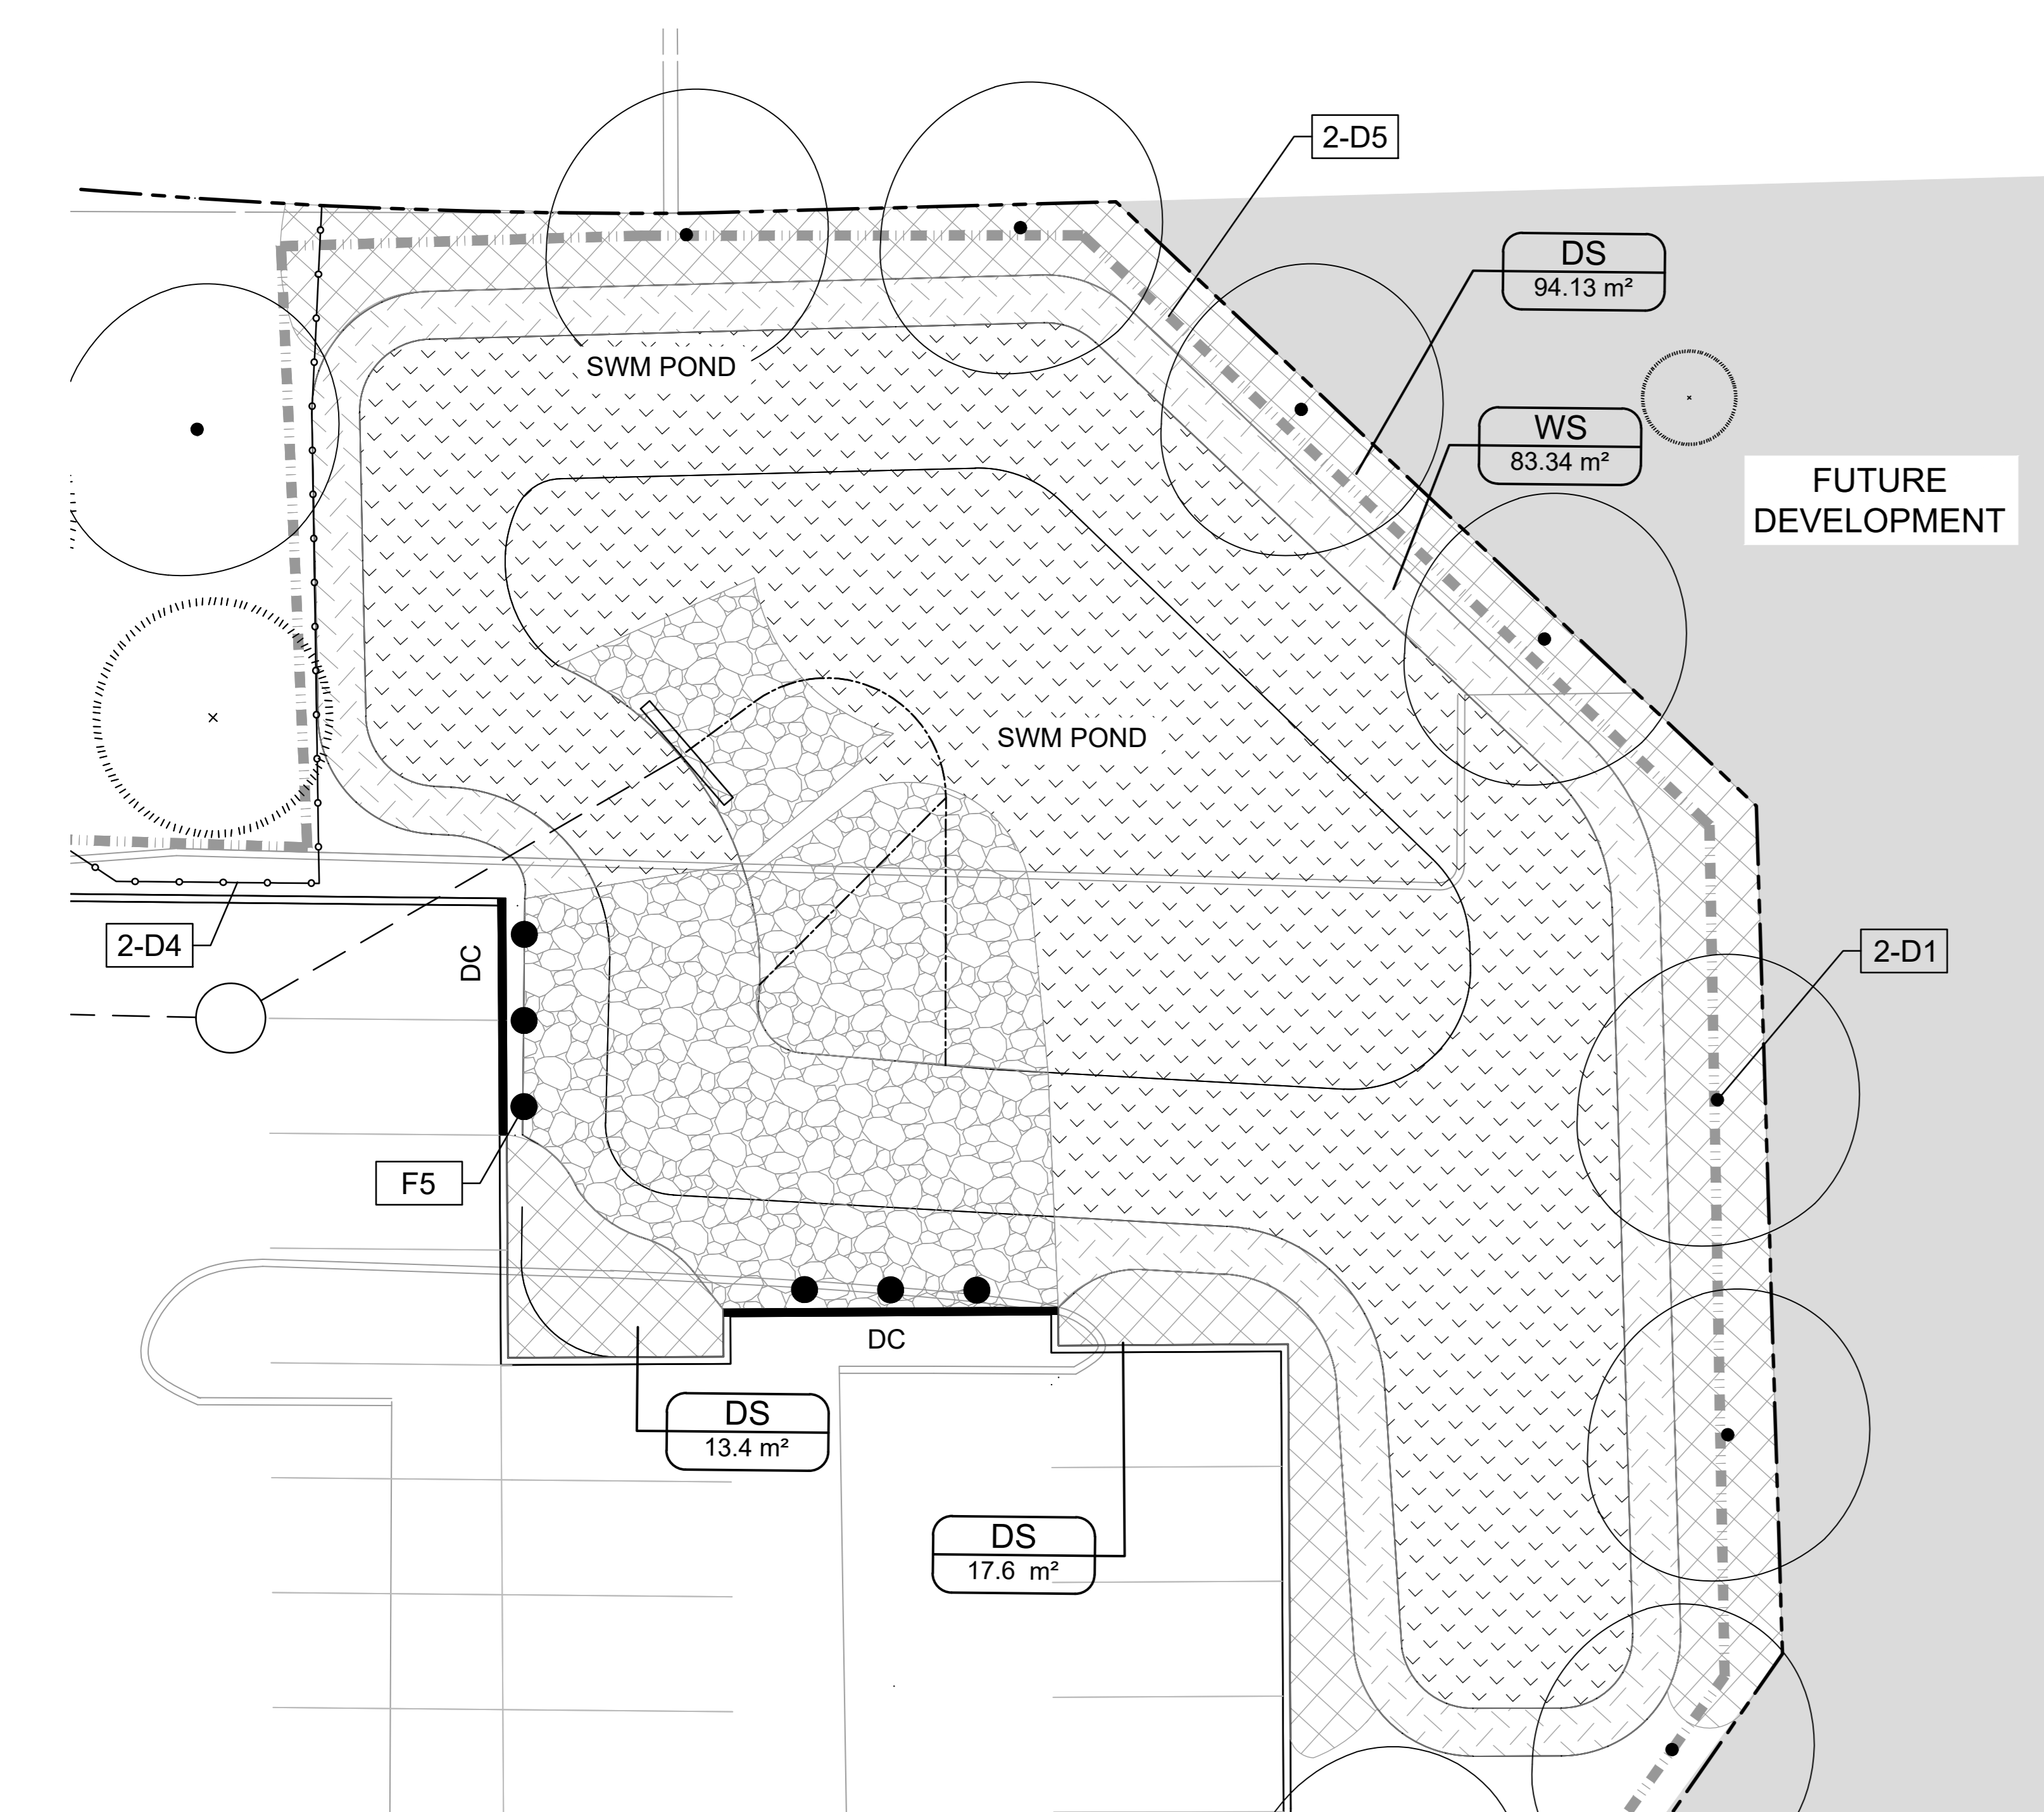 2-D5
DS
94.13 m²
SWM POND
WS
83.34 m²
FUTURE
DEVELOPMENT
SWM POND
2-D4
DC
2-D1
F5
DC
DS
13.4 m²
DS
17.6 m²